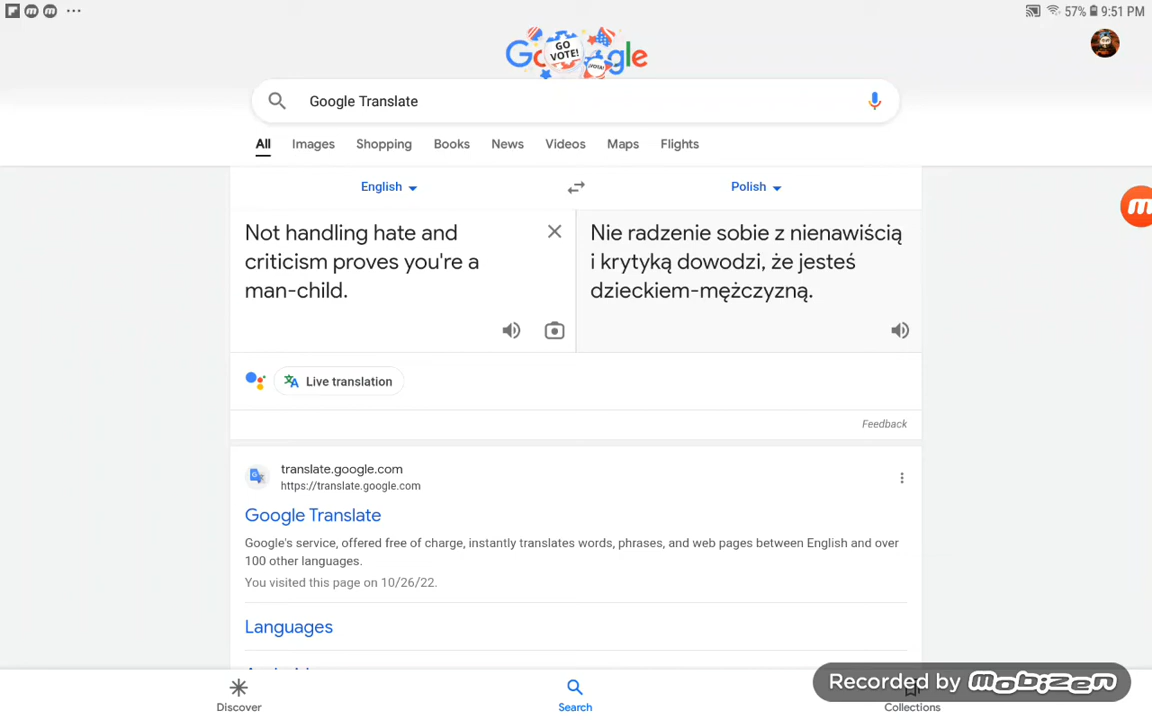 57% 9:51 PM
Google
GO VOTE!
¡VOTA!
Google Translate
All Images Shopping Books News Videos Maps Flights
English Polish
Not handling hate and
criticism proves you're a
man-child.
Nie radzenie sobie z nienawiścią
i krytyką dowodzi, że jesteś
dzieckiem-mężczyzną.
Live translation
Feedback
translate.google.com
https://translate.google.com
Google Translate
Google's service, offered free of charge, instantly translates words, phrases, and web pages between English and over
100 other languages.
You visited this page on 10/26/22.
Languages
Recorded by mobizen
Discover Search Collections